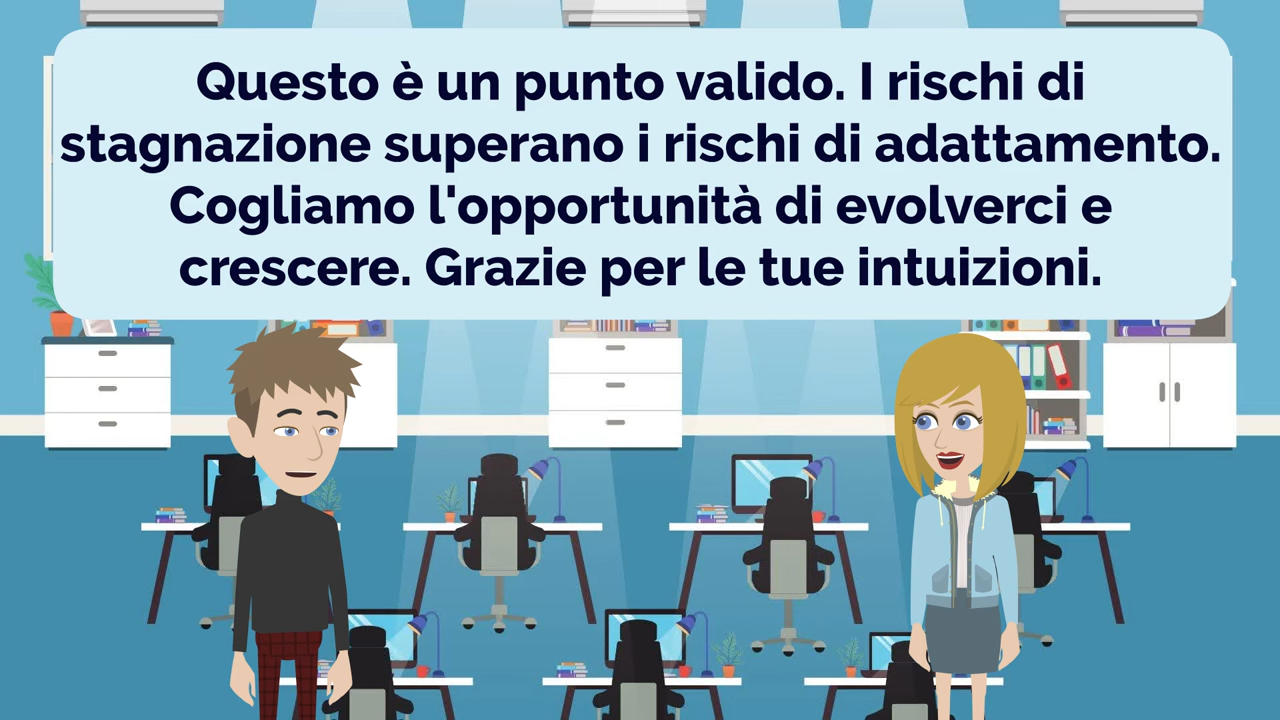 Questo è un punto valido. I rischi di
stagnazione superano i rischi di adattamento.
Cogliamo l'opportunità di evolverci e
crescere. Grazie per le tue intuizioni.